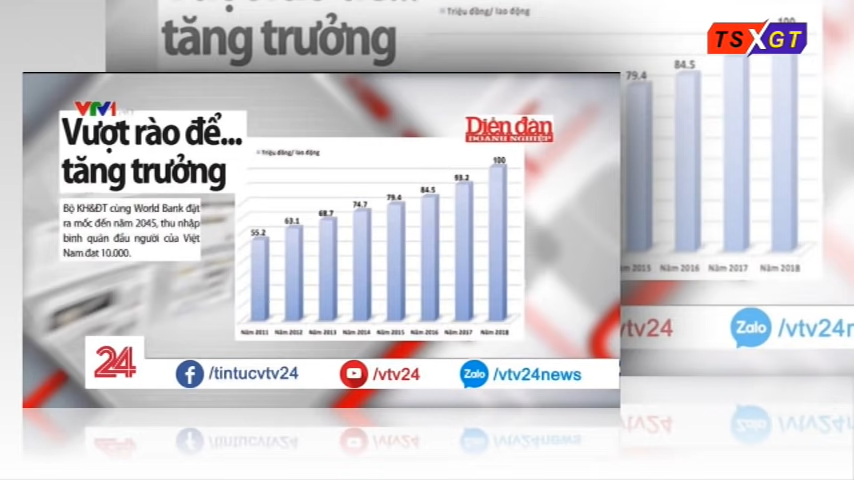 tăng trưởng
Triệu đồng/ lao động
100
84.5
79.4
TSXGT
VTV1
Vượt rào để...
tăng trưởng
Bộ KH&ĐT cùng World Bank đặt
ra mốc đến năm 2045, thu nhập
bình quân đầu người của Việt
Nam đạt 10.000.
Diễn đàn
DOANH NGHIỆP
Triệu đồng/ lao động
55.2
63.1
68.7
74.7
79.4
84.5
93.2
100
Năm 2011 Năm 2012 Năm 2013 Năm 2014 Năm 2015 Năm 2016 Năm 2017 Năm 2018
2015 Năm 2016 Năm 2017 Năm 2018
24
/tintucvtv24
/vtv24
Zalo /vtv24news
/vtv24
Zalo /vtv24n